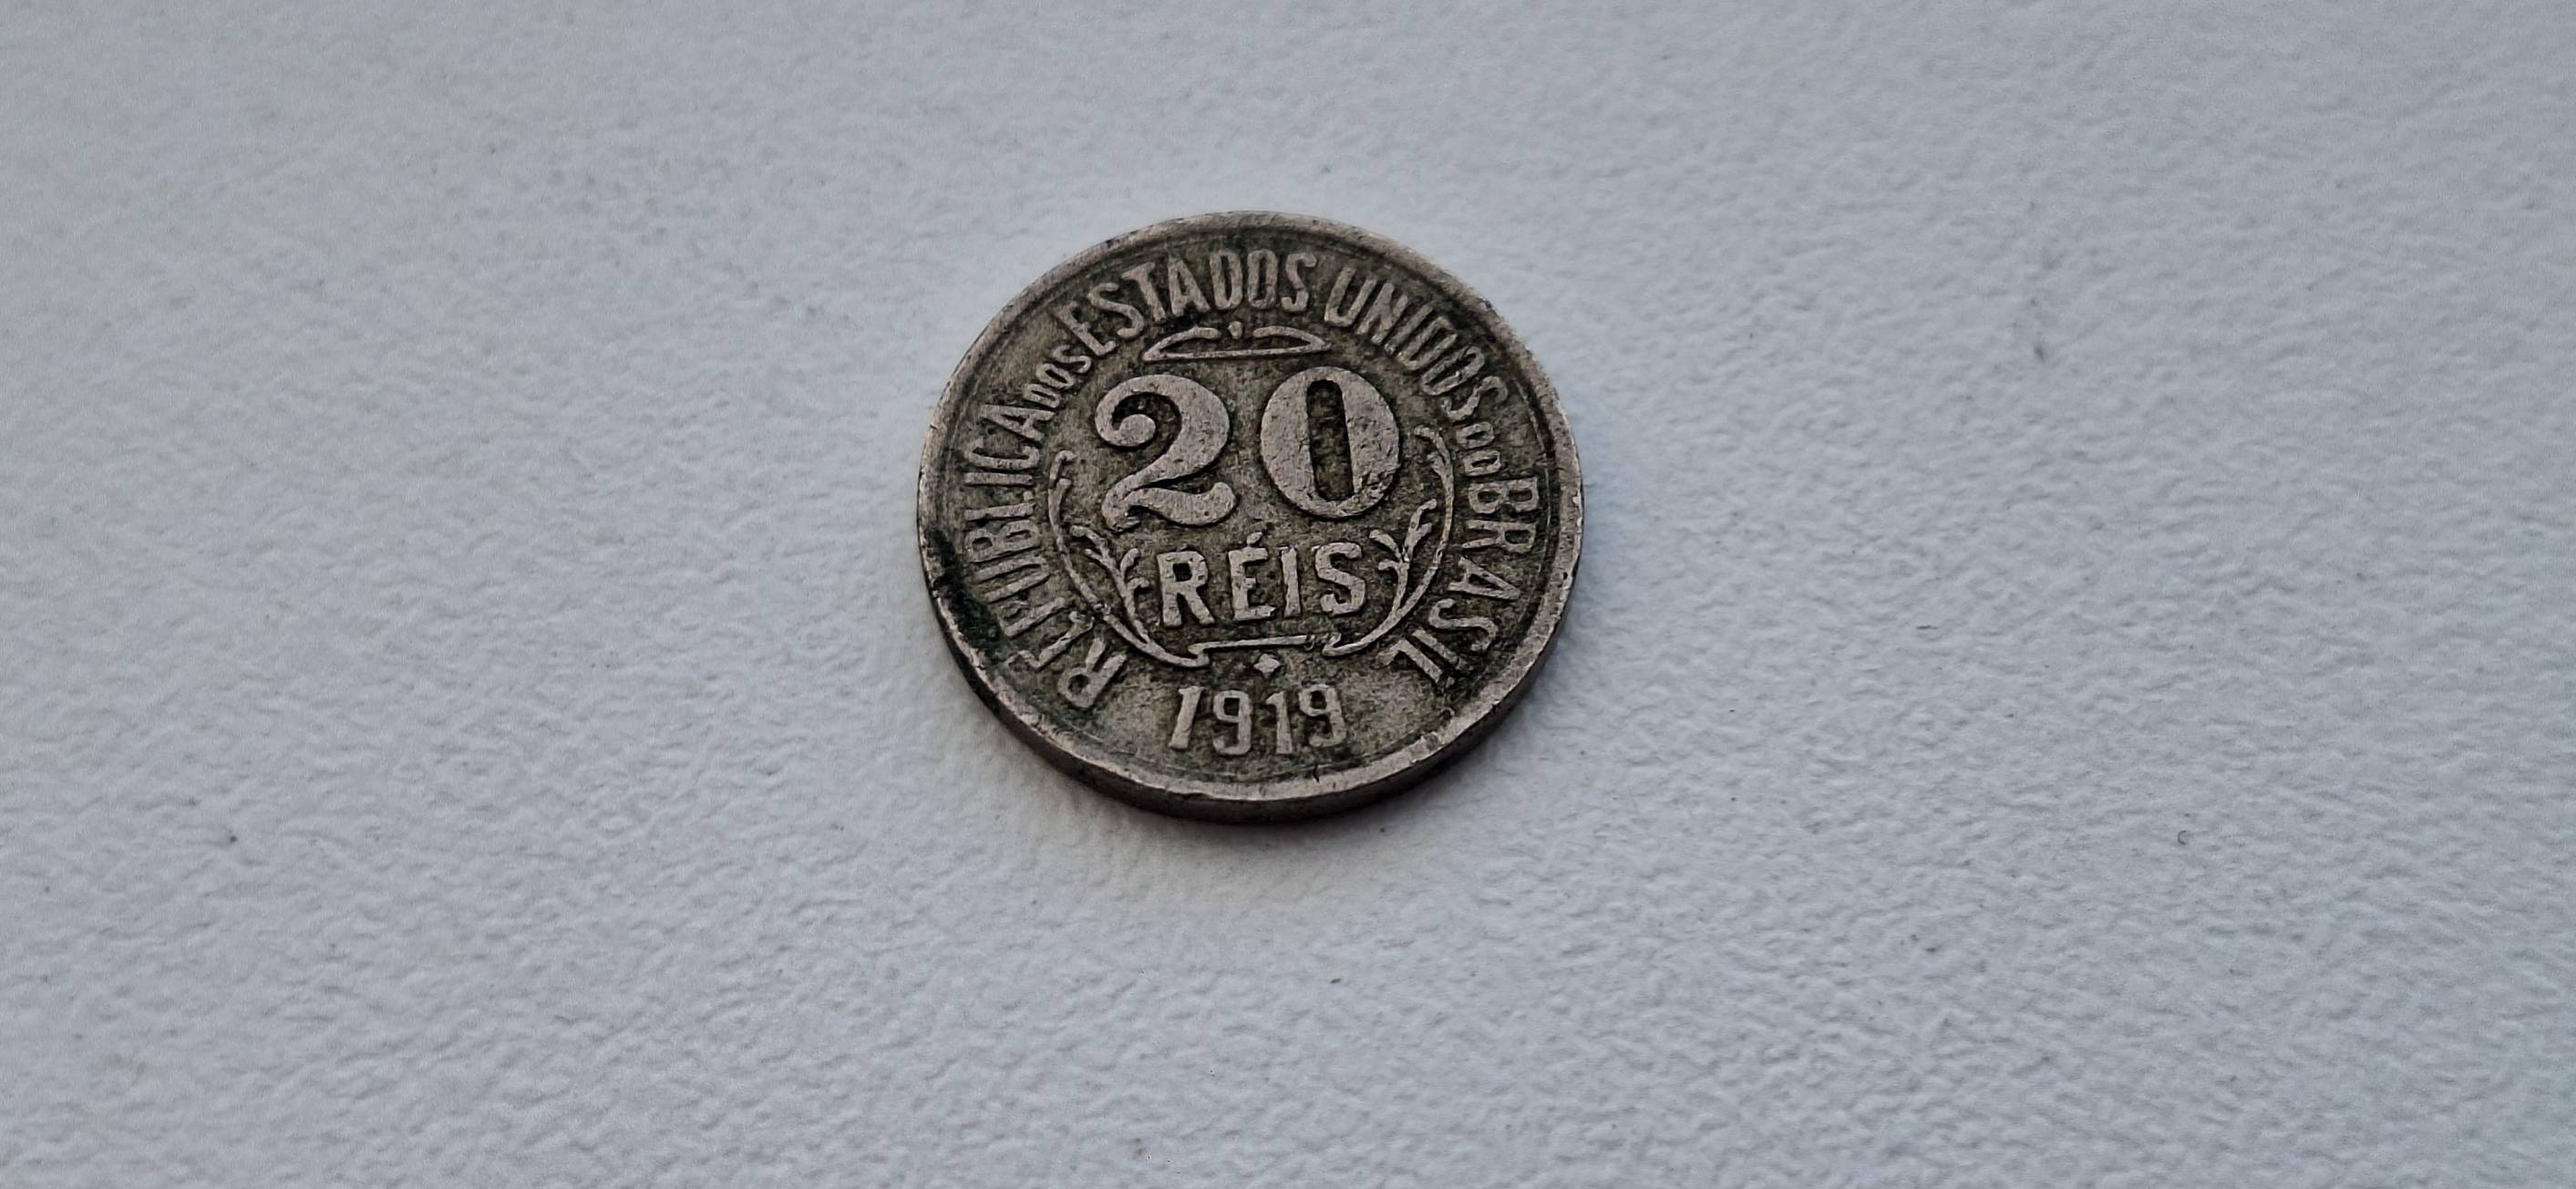 REPUBLICA DOS ESTADOS UNIDOS DO BRASIL
20
RÉIS
1919